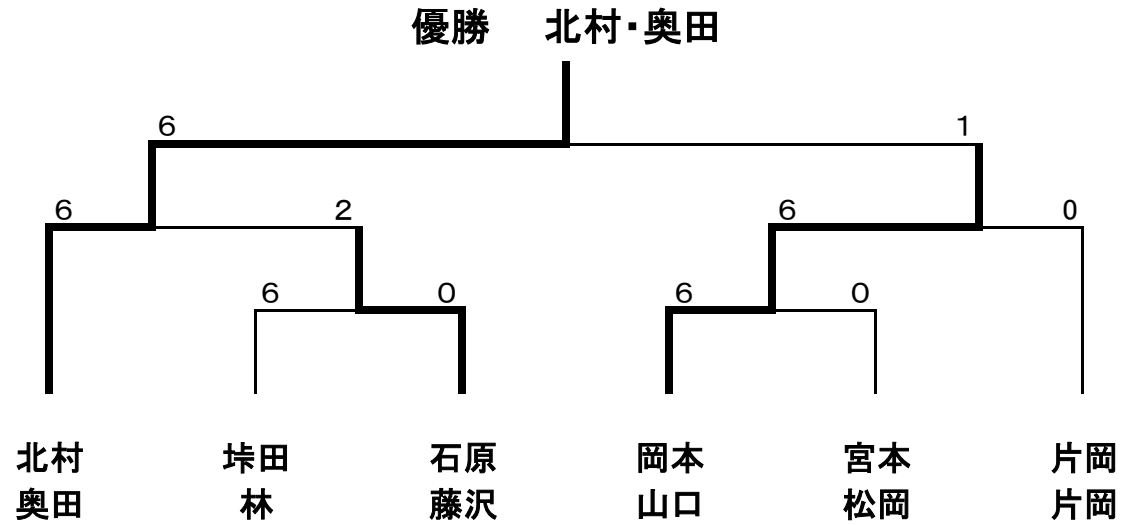 優勝　北村・奥田
6 1
6 2 6 0
6 0 6 0
北村 垰田 石原 岡本 宮本 片岡
奥田 林 藤沢 山口 松岡 片岡